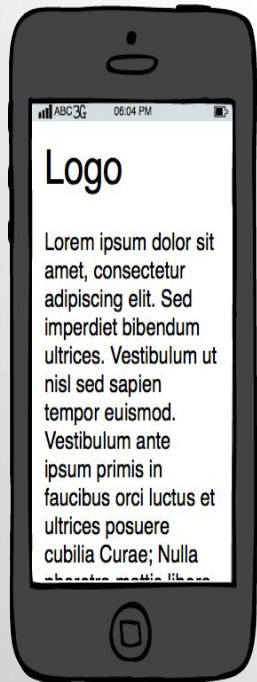 ABC 3G 06:04 PM
Logo
Lorem ipsum dolor sit
amet, consectetur
adipiscing elit. Sed
imperdiet bibendum
ultrices. Vestibulum ut
nisl sed sapien
tempor euismod.
Vestibulum ante
ipsum primis in
faucibus orci luctus et
ultrices posuere
cubilia Curae; Nulla